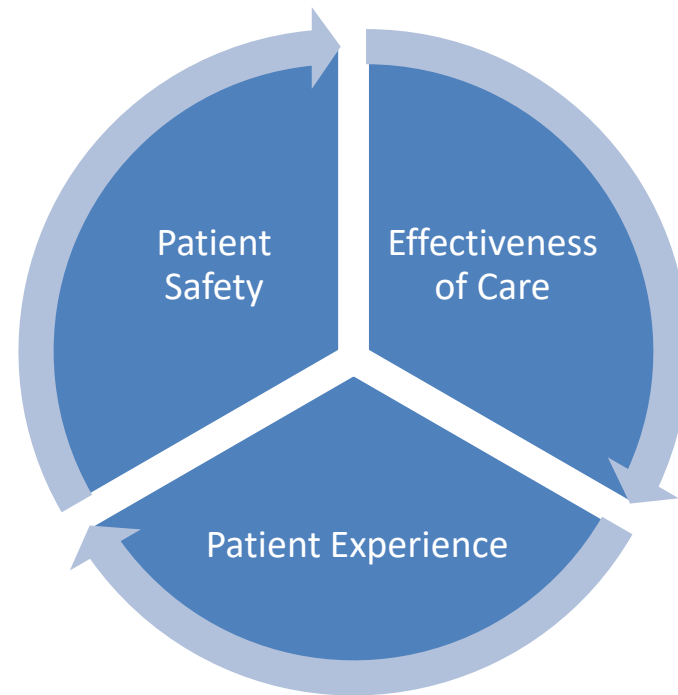 Patient
Safety
Effectiveness
of Care
Patient Experience